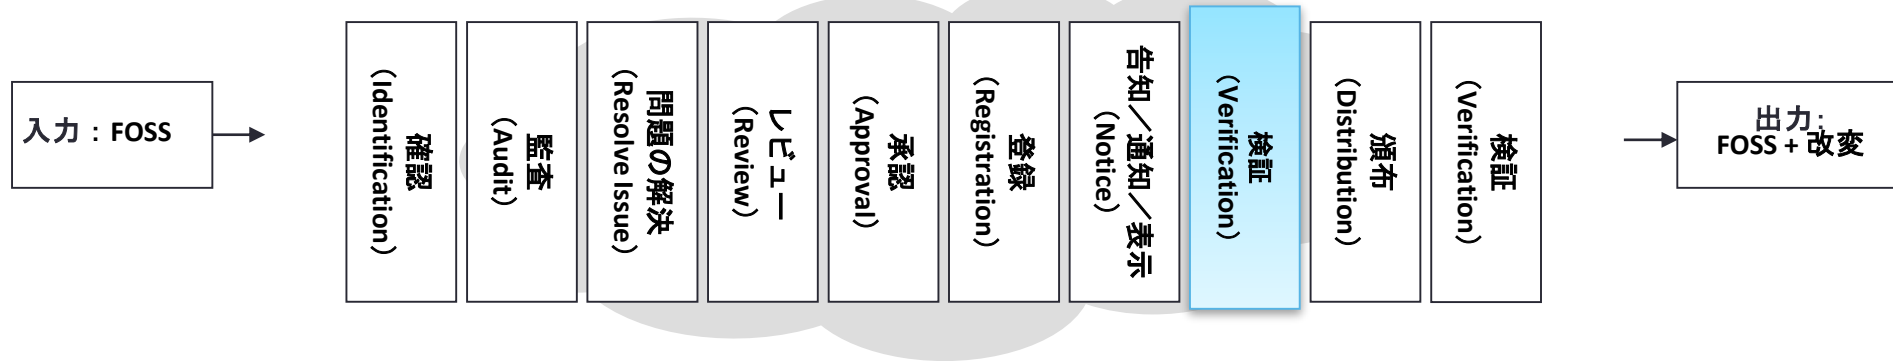 入力：FOSS
確認
（Identification）
監査
（Audit）
問題の解決
（Resolve Issue）
レビュー
（Review）
承認
（Approval）
登録
（Registration）
告知／通知／表示
（Notice）
検証
（Verification）
頒布
（Distribution）
検証
（Verification）
出力:
FOSS + 改変